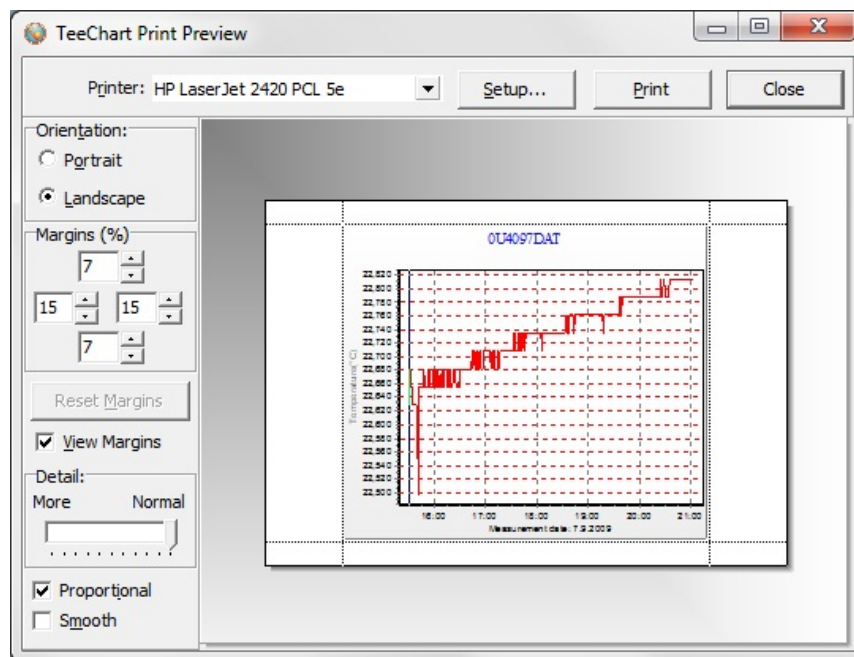 TeeChart Print Preview
Printer: HP LaserJet 2420 PCL 5e
Setup...
Print
Close
Orientation:
Portrait
Landscape
Margins (%)
7
15 15
7
Reset Margins
View Margins
Detail:
More Normal
Proportional
Smooth
0U4097DAT
22,820
22,800
22,780
22,760
22,740
22,720
22,700
22,680
22,660
22,640
22,620
22,600
22,580
22,560
22,540
22,520
22,500
16:00 17:00 18:00 19:00 20:00 21:00
Measurement date: 7.9.2009